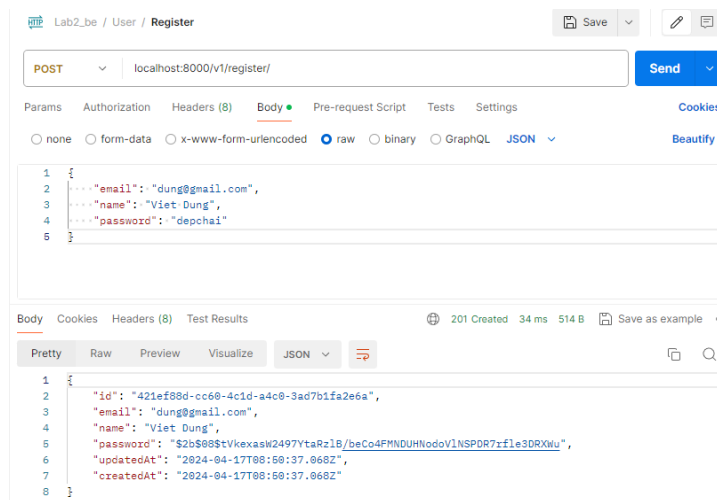 HTTP Lab2_be / User / Register Save
POST localhost:8000/v1/register/ Send
Params Authorization Headers (8) Body Pre-request Script Tests Settings Cookies
none form-data x-www-form-urlencoded raw binary GraphQL JSON Beautify
1 {
2 "email": "dung@gmail.com",
3 "name": "Viet Dung",
4 "password": "depchai"
5 }
Body Cookies Headers (8) Test Results 201 Created 34 ms 514 B Save as example
Pretty Raw Preview Visualize JSON
1 {
2 "id": "421ef88d-cc60-4c1d-a4c0-3ad7b1fa2e6a",
3 "email": "dung@gmail.com",
4 "name": "Viet Dung",
5 "password": "$2b$08$tVkexasW2497YtaRzlB/beCo4FMNDUHNodoVlNSPDR7rfle3DRXWu",
6 "updatedAt": "2024-04-17T08:50:37.068Z",
7 "createdAt": "2024-04-17T08:50:37.068Z"
8 }